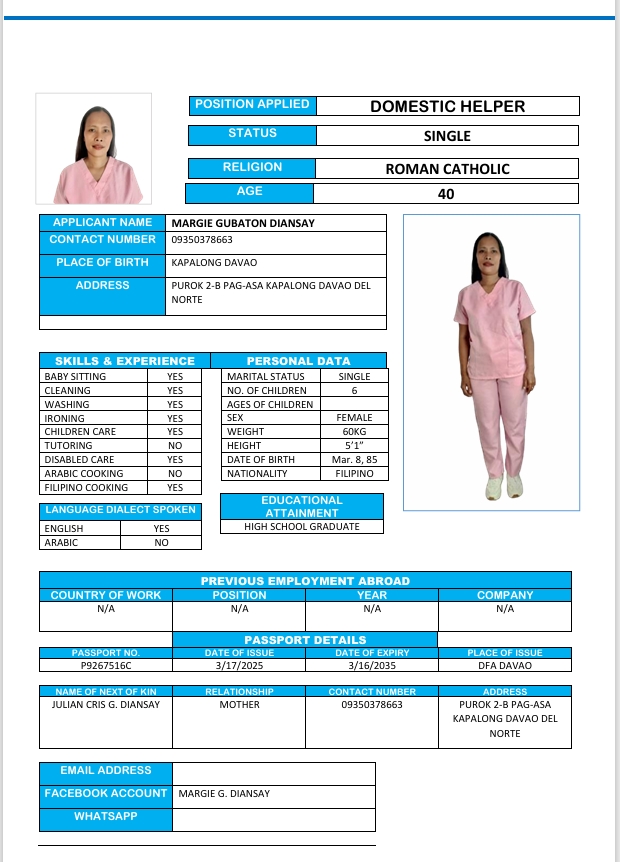 POSITION APPLIED DOMESTIC HELPER
STATUS SINGLE
RELIGION ROMAN CATHOLIC
AGE 40
APPLICANT NAME MARGIE GUBATON DIANSAY
CONTACT NUMBER 09350378663
PLACE OF BIRTH KAPALONG DAVAO
ADDRESS PUROK 2-B PAG-ASA KAPALONG DAVAO DEL
NORTE
SKILLS & EXPERIENCE PERSONAL DATA
BABY SITTING YES MARITAL STATUS SINGLE
CLEANING YES NO. OF CHILDREN 6
WASHING YES AGES OF CHILDREN
IRONING YES SEX FEMALE
CHILDREN CARE YES WEIGHT 60KG
TUTORING NO HEIGHT 5’1”
DISABLED CARE YES DATE OF BIRTH Mar. 8, 85
ARABIC COOKING NO NATIONALITY FILIPINO
FILIPINO COOKING YES
EDUCATIONAL
ATTAINMENT
HIGH SCHOOL GRADUATE
LANGUAGE DIALECT SPOKEN
ENGLISH YES
ARABIC NO
PREVIOUS EMPLOYMENT ABROAD
COUNTRY OF WORK POSITION YEAR COMPANY
N/A N/A N/A N/A
PASSPORT DETAILS
PASSPORT NO. DATE OF ISSUE DATE OF EXPIRY PLACE OF ISSUE
P9267516C 3/17/2025 3/16/2035 DFA DAVAO
NAME OF NEXT OF KIN RELATIONSHIP CONTACT NUMBER ADDRESS
JULIAN CRIS G. DIANSAY MOTHER 09350378663 PUROK 2-B PAG-ASA
KAPALONG DAVAO DEL
NORTE
EMAIL ADDRESS
FACEBOOK ACCOUNT MARGIE G. DIANSAY
WHATSAPP